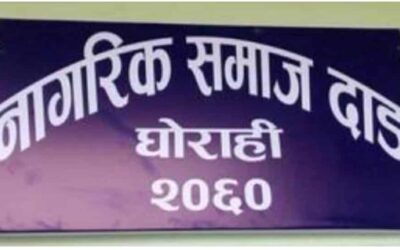 नागरिक समाज दाङ
घोराही
२०६०